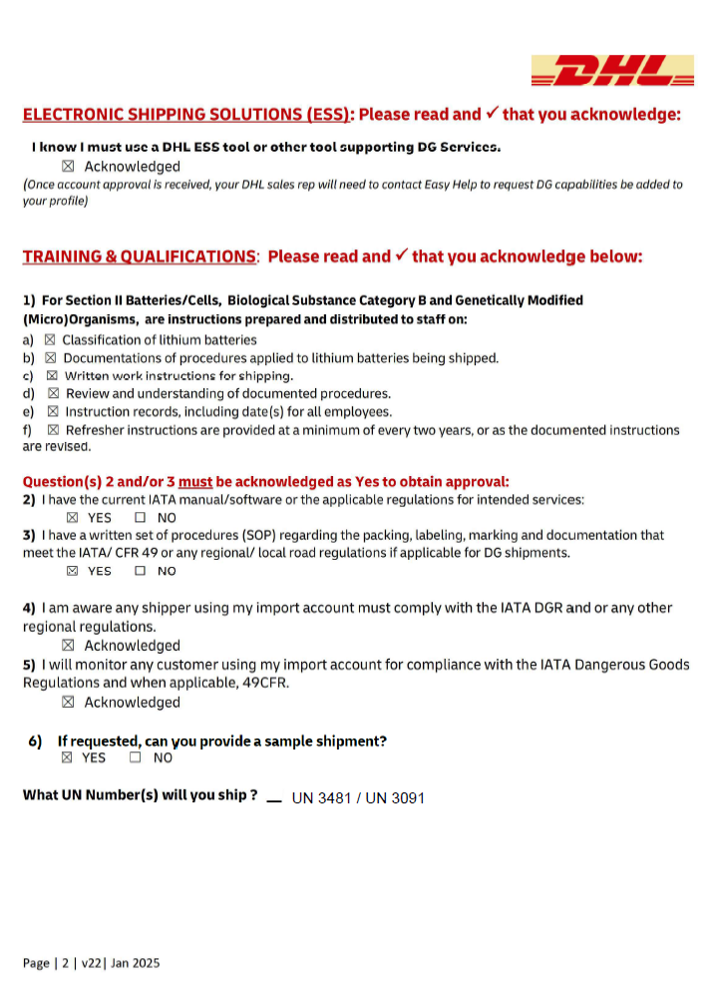 DHL
ELECTRONIC SHIPPING SOLUTIONS (ESS): Please read and ✓ that you acknowledge:
I know I must use a DHL ESS tool or other tool supporting DG Services.
☒ Acknowledged
(Once account approval is received, your DHL sales rep will need to contact Easy Help to request DG capabilities be added to
your profile)
TRAINING & QUALIFICATIONS: Please read and ✓ that you acknowledge below:
1) For Section II Batteries/Cells, Biological Substance Category B and Genetically Modified
(Micro)Organisms, are instructions prepared and distributed to staff on:
a) ☒ Classification of lithium batteries
b) ☒ Documentations of procedures applied to lithium batteries being shipped.
c) ☒ Written work instructions for shipping.
d) ☒ Review and understanding of documented procedures.
e) ☒ Instruction records, including date(s) for all employees.
f) ☒ Refresher instructions are provided at a minimum of every two years, or as the documented instructions
are revised.
Question(s) 2 and/or 3 must be acknowledged as Yes to obtain approval:
2) I have the current IATA manual/software or the applicable regulations for intended services:
☒ YES ☐ NO
3) I have a written set of procedures (SOP) regarding the packing, labeling, marking and documentation that
meet the IATA/ CFR 49 or any regional/ local road regulations if applicable for DG shipments.
☒ YES ☐ NO
4) I am aware any shipper using my import account must comply with the IATA DGR and or any other
regional regulations.
☒ Acknowledged
5) I will monitor any customer using my import account for compliance with the IATA Dangerous Goods
Regulations and when applicable, 49CFR.
☒ Acknowledged
6) If requested, can you provide a sample shipment?
☒ YES ☐ NO
What UN Number(s) will you ship ? _ UN 3481 / UN 3091
Page | 2 | v22| Jan 2025